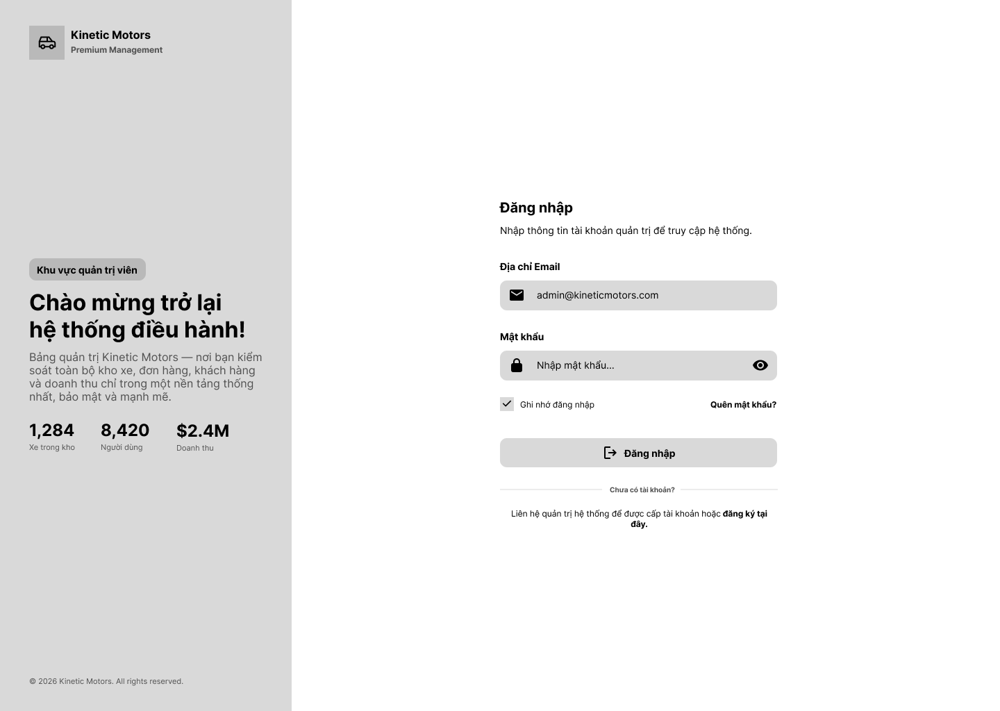 Kinetic Motors
Premium Management
Khu vực quản trị viên
Chào mừng trở lại
hệ thống điều hành!
Bảng quản trị Kinetic Motors — nơi bạn kiểm
soát toàn bộ kho xe, đơn hàng, khách hàng
và doanh thu chỉ trong một nền tảng thống
nhất, bảo mật và mạnh mẽ.
1,284 8,420 $2.4M
Xe trong kho Người dùng Doanh thu
© 2026 Kinetic Motors. All rights reserved.
Đăng nhập
Nhập thông tin tài khoản quản trị để truy cập hệ thống.
Địa chỉ Email
admin@kineticmotors.com
Mật khẩu
Nhập mật khẩu...
Ghi nhớ đăng nhập Quên mật khẩu?
Đăng nhập
Chưa có tài khoản?
Liên hệ quản trị hệ thống để được cấp tài khoản hoặc đăng ký tại
đây.